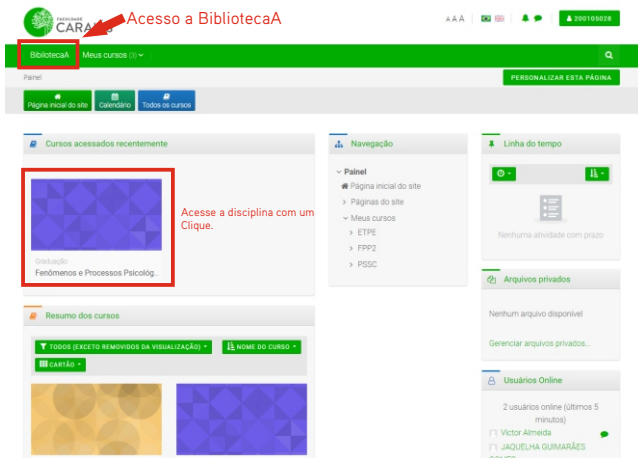 FACULDADE
Acesso a BibliotecaA
A A A
200105028
BibliotecaA
Meus cursos (3)
Painel
PERSONALIZAR ESTA PÁGINA
Página inicial do site
Calendário
Todos os cursos
Cursos acessados recentemente
Graduação
Fenômenos e Processos Psicológ..
Acesse a disciplina com um
Clique.
Resumo dos cursos
TODOS (EXCETO REMOVIDOS DA VISUALIZAÇÃO)
NOME DO CURSO
CARTÃO
Navegação
Painel
Página inicial do site
Páginas do site
Meus cursos
ETPE
FPP2
PSSC
Linha do tempo
Nenhuma atividade com prazo
Arquivos privados
Nenhum arquivo disponível
Gerenciar arquivos privados...
Usuários Online
2 usuários online (últimos 5
minutos)
Victor Almeida
JAQUELHA GUIMARÃES